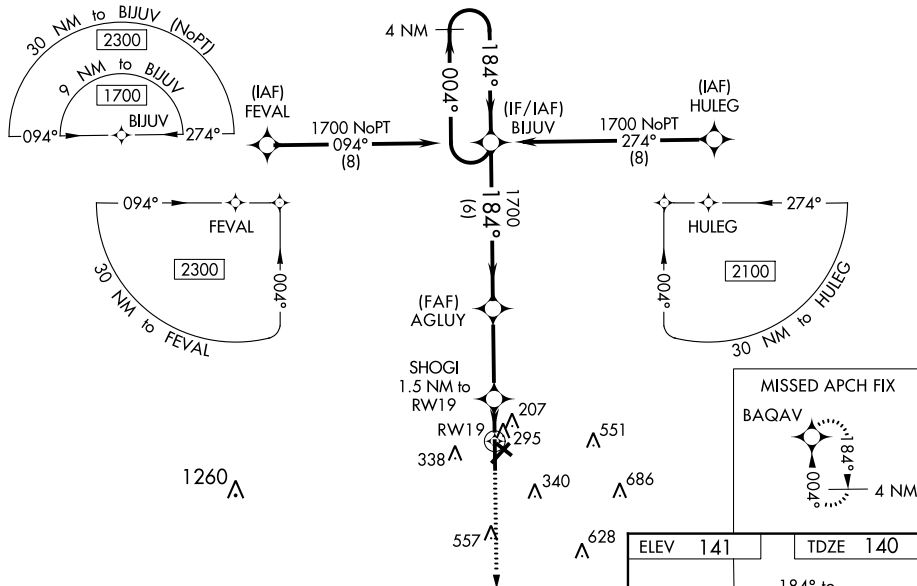 30 NM to BIJUV (NoPT)
2300
9 NM to BIJUV
1700
094°
BIJUV
274°
4 NM
004°
184°
(IAF)
FEVAL
1700 NoPT
094°
(8)
(IF/IAF)
BIJUV
(IAF)
HULEG
1700 NoPT
274°
(8)
1700
184°
(6)
094°
FEVAL
2300
004°
30 NM to FEVAL
HULEG
274°
004°
2100
30 NM to HULEG
(FAF)
AGLUY
SHOGI
1.5 NM to
RW19
RW19
207
295
551
338
340
686
1260
557
628
MISSED APCH FIX
BAQAV
184°
004°
4 NM
ELEV 141
TDZE 140
184° to